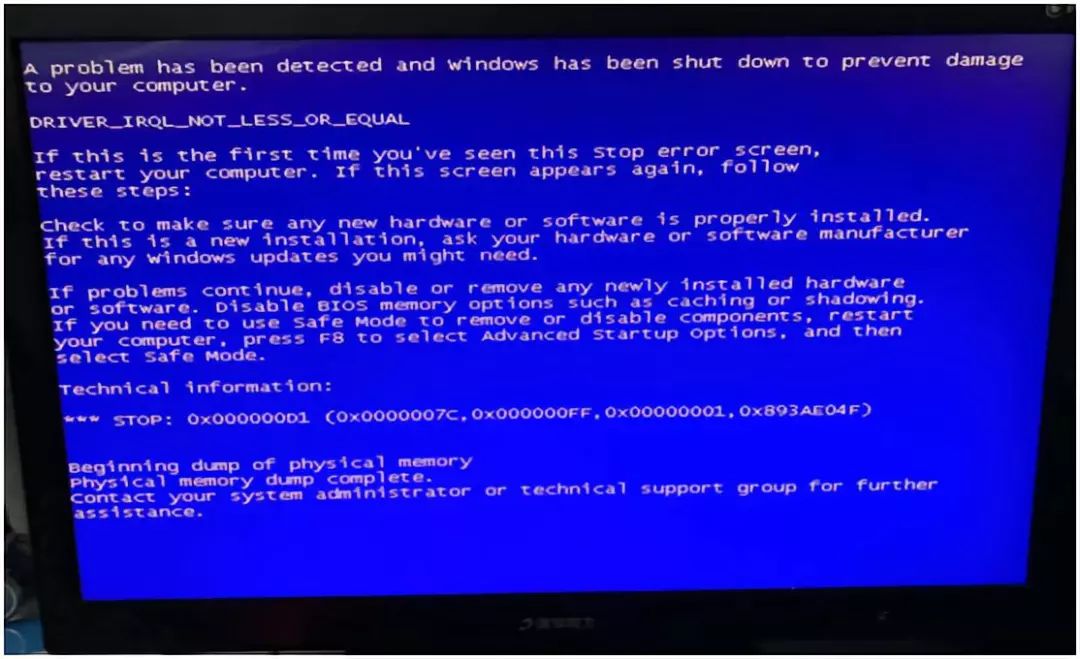 A problem has been detected and Windows has been shut down to prevent damage
to your computer.
DRIVER_IRQL_NOT_LESS_OR_EQUAL
If this is the first time you've seen this Stop error screen,
restart your computer. If this screen appears again, follow
these steps:
Check to make sure any new hardware or software is properly installed.
If this is a new installation, ask your hardware or software manufacturer
for any Windows updates you might need.
If problems continue, disable or remove any newly installed hardware
or software. Disable BIOS memory options such as caching or shadowing.
If you need to use Safe Mode to remove or disable components, restart
your computer, press F8 to select Advanced Startup Options, and then
select Safe Mode.
Technical information:
*** STOP: 0x000000D1 (0x0000007C,0x000000FF,0x00000001,0x893AE04F)
Beginning dump of physical memory
Physical memory dump complete.
Contact your system administrator or technical support group for further
assistance.